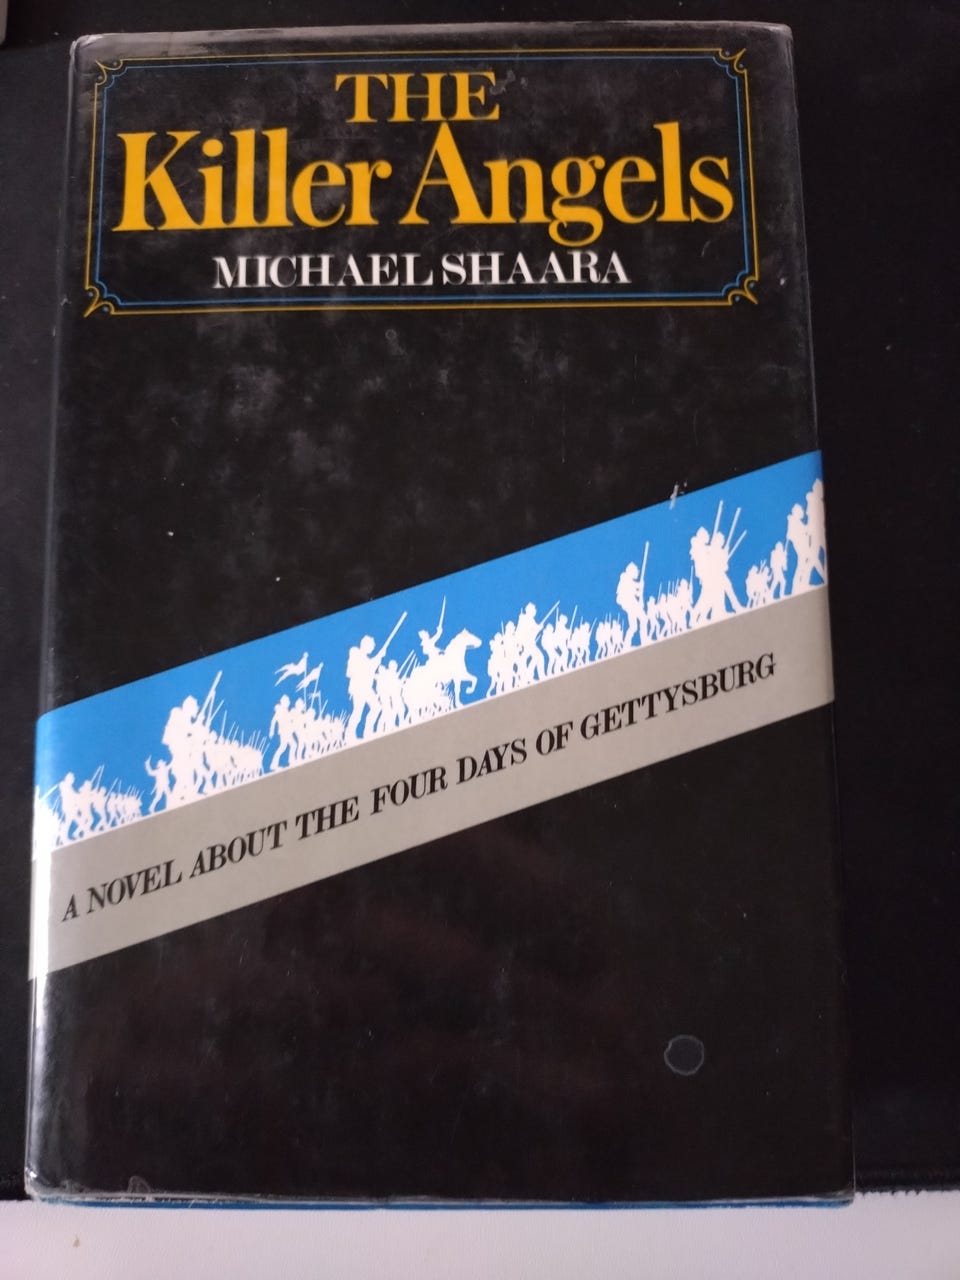 THE
Killer Angels
MICHAEL SHAARA
A NOVEL ABOUT THE FOUR DAYS OF GETTYSBURG